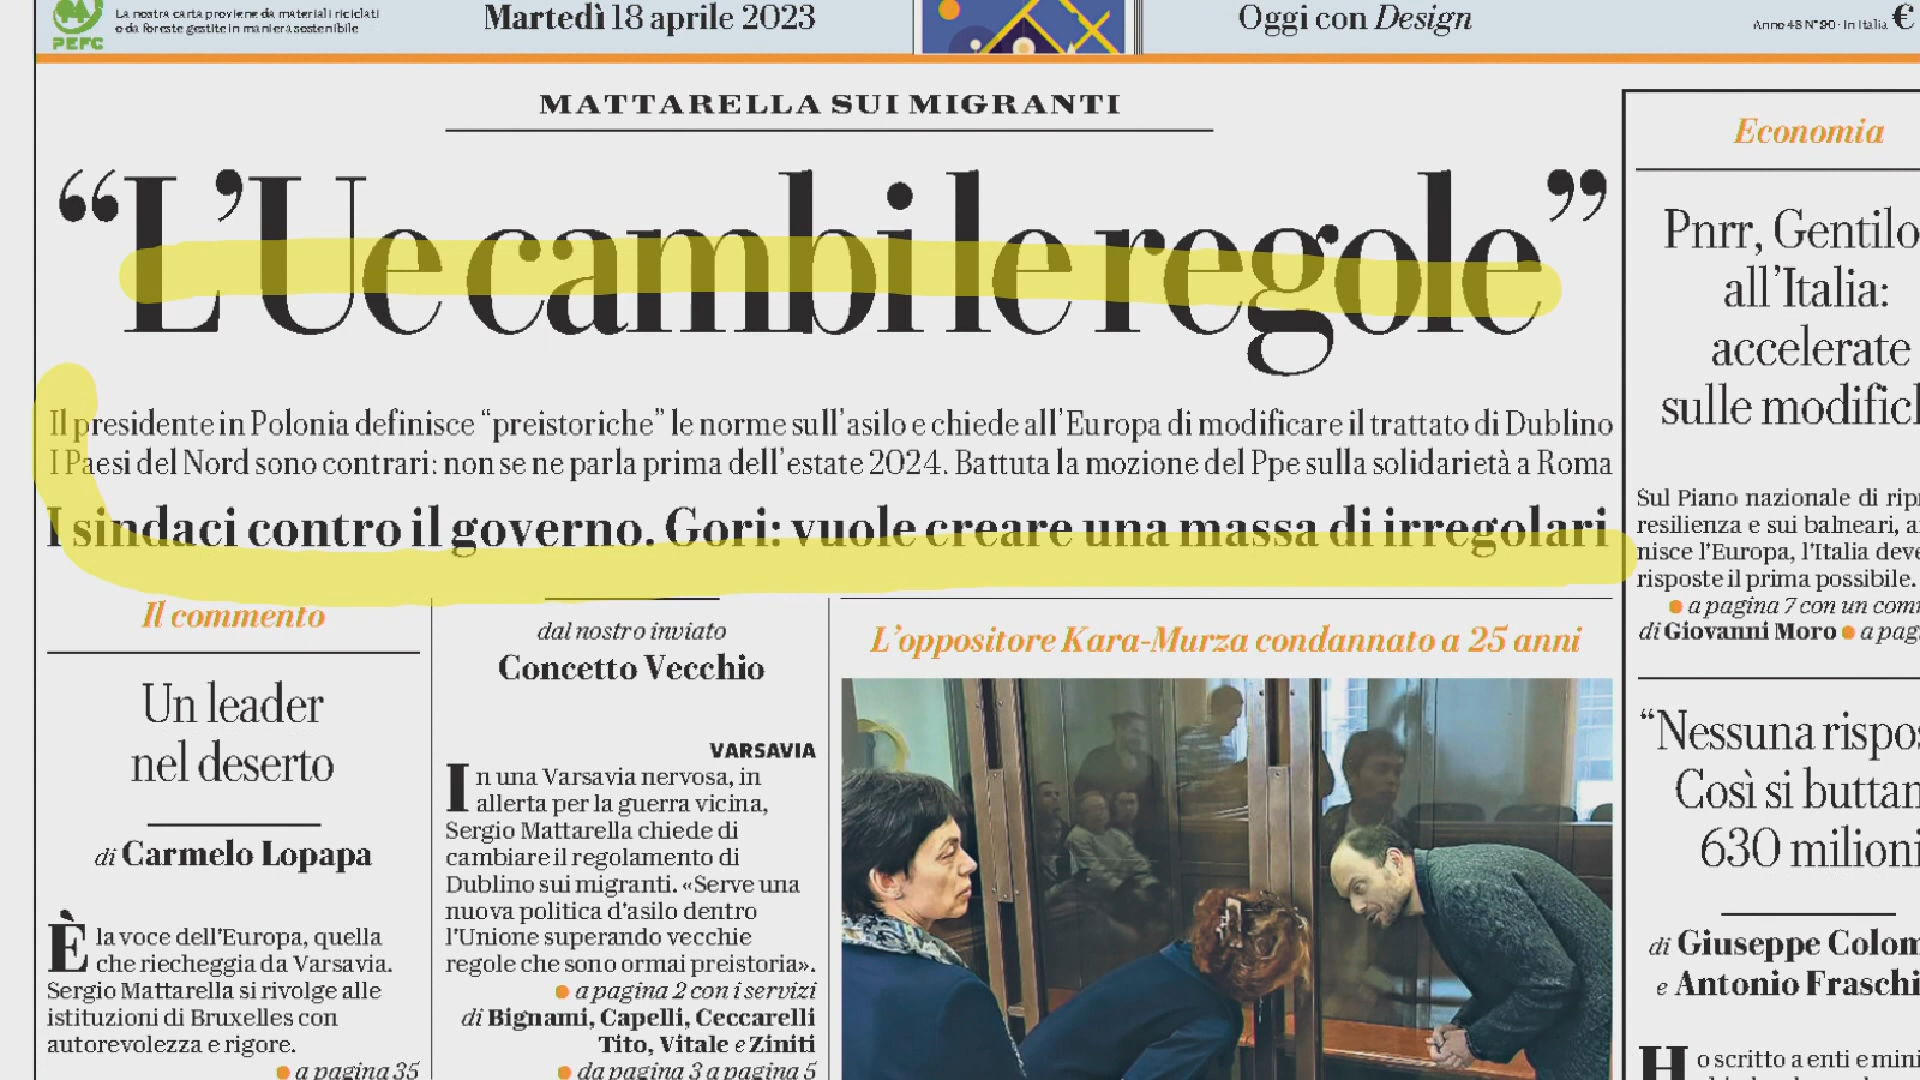 La nostra carta proviene da materiali riciclati
o da foreste gestite in maniera sostenibile
PEFC
Martedì 18 aprile 2023
Oggi con Design
Anno 48 N° 90 - In Italia €
MATTARELLA SUI MIGRANTI
“L’Ue cambi le regole”
Il presidente in Polonia definisce “preistoriche” le norme sull’asilo e chiede all’Europa di modificare il trattato di Dublino
I Paesi del Nord sono contrari: non se ne parla prima dell’estate 2024. Battuta la mozione del Ppe sulla solidarietà a Roma
I sindaci contro il governo. Gori: vuole creare una massa di irregolari
Il commento
Un leader
nel deserto
di Carmelo Lopapa
È la voce dell’Europa, quella
che riecheggia da Varsavia.
Sergio Mattarella si rivolge alle
istituzioni di Bruxelles con
autorevolezza e rigore.
a pagina 35
dal nostro inviato
Concetto Vecchio
VARSAVIA
In una Varsavia nervosa, in
allerta per la guerra vicina,
Sergio Mattarella chiede di
cambiare il regolamento di
Dublino sui migranti. «Serve una
nuova politica d’asilo dentro
l’Unione superando vecchie
regole che sono ormai preistoria».
a pagina 2 con i servizi
di Bignami, Capelli, Ceccarelli
Tito, Vitale e Ziniti
da pagina 3 a pagina 5
L’oppositore Kara-Murza condannato a 25 anni
Economia
Pnrr, Gentilo
all’Italia:
accelerate
sulle modific
Sul Piano nazionale di rip
resilienza e sui balneari, a
nisce l’Europa, l’Italia deve
risposte il prima possibile.
a pagina 7 con un com
di Giovanni Moro a pag
“Nessuna rispos
Così si buttan
630 milioni
di Giuseppe Colom
e Antonio Fraschi
Ho scritto a enti e mini